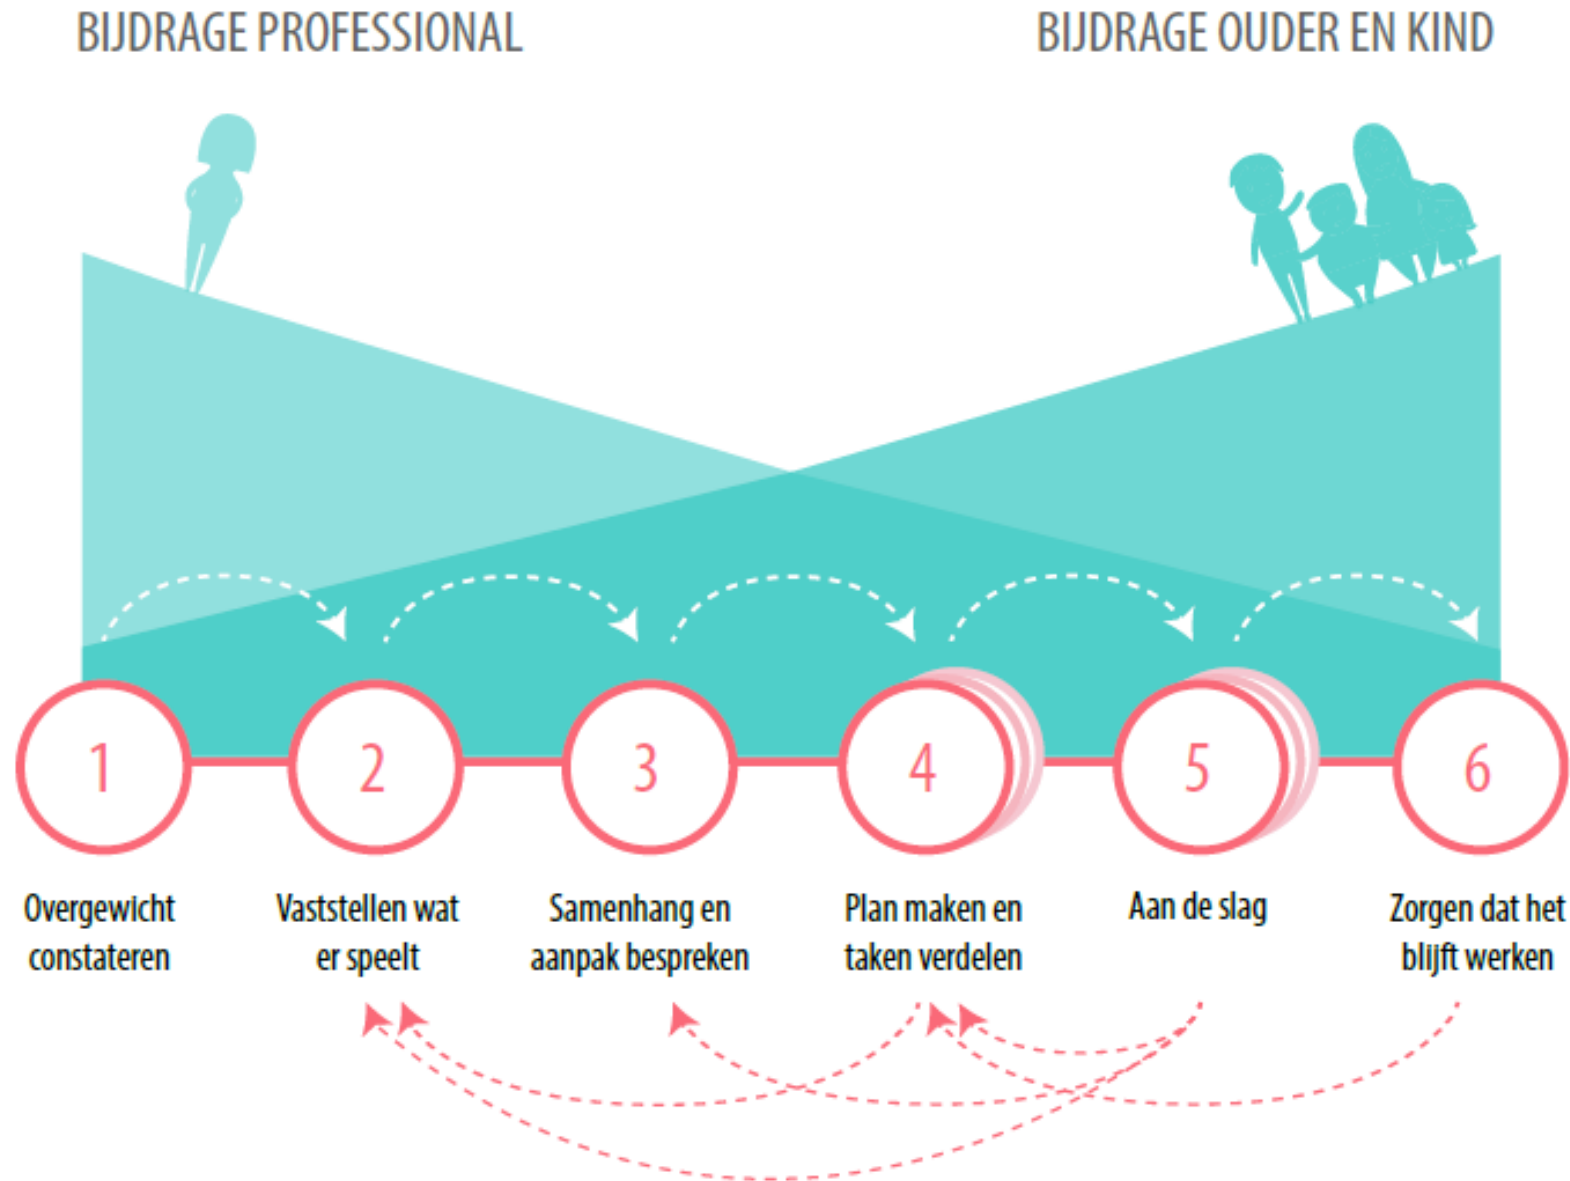 BIJDRAGE PROFESSIONAL
BIJDRAGE OUDER EN KIND
1
2
3
4
5
6
Overgewicht
constateren
Vaststellen wat
er speelt
Samenhang en
aanpak bespreken
Plan maken en
taken verdelen
Aan de slag
Zorgen dat het
blijft werken